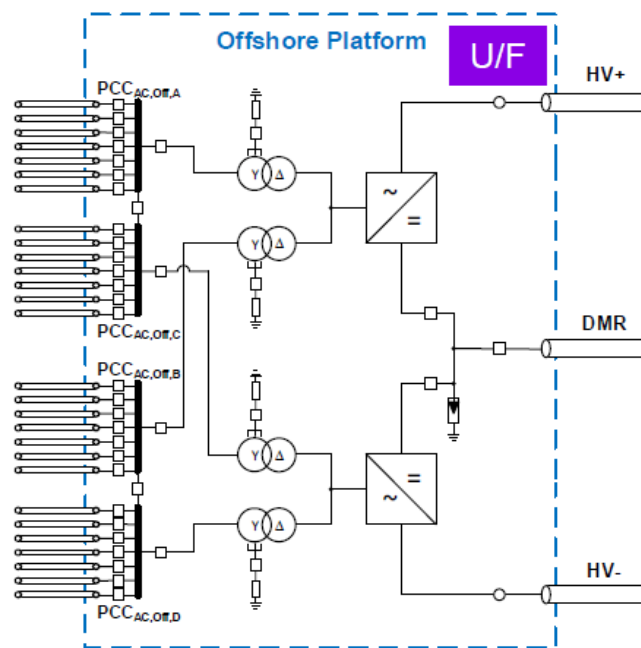 Offshore Platform
U/F
HV+
PCCAC,Off,A
Y Δ
~
=
Y Δ
PCCAC,Off,C
DMR
PCCAC,Off,B
Y Δ
=
~
Y Δ
HV-
PCCAC,Off,D